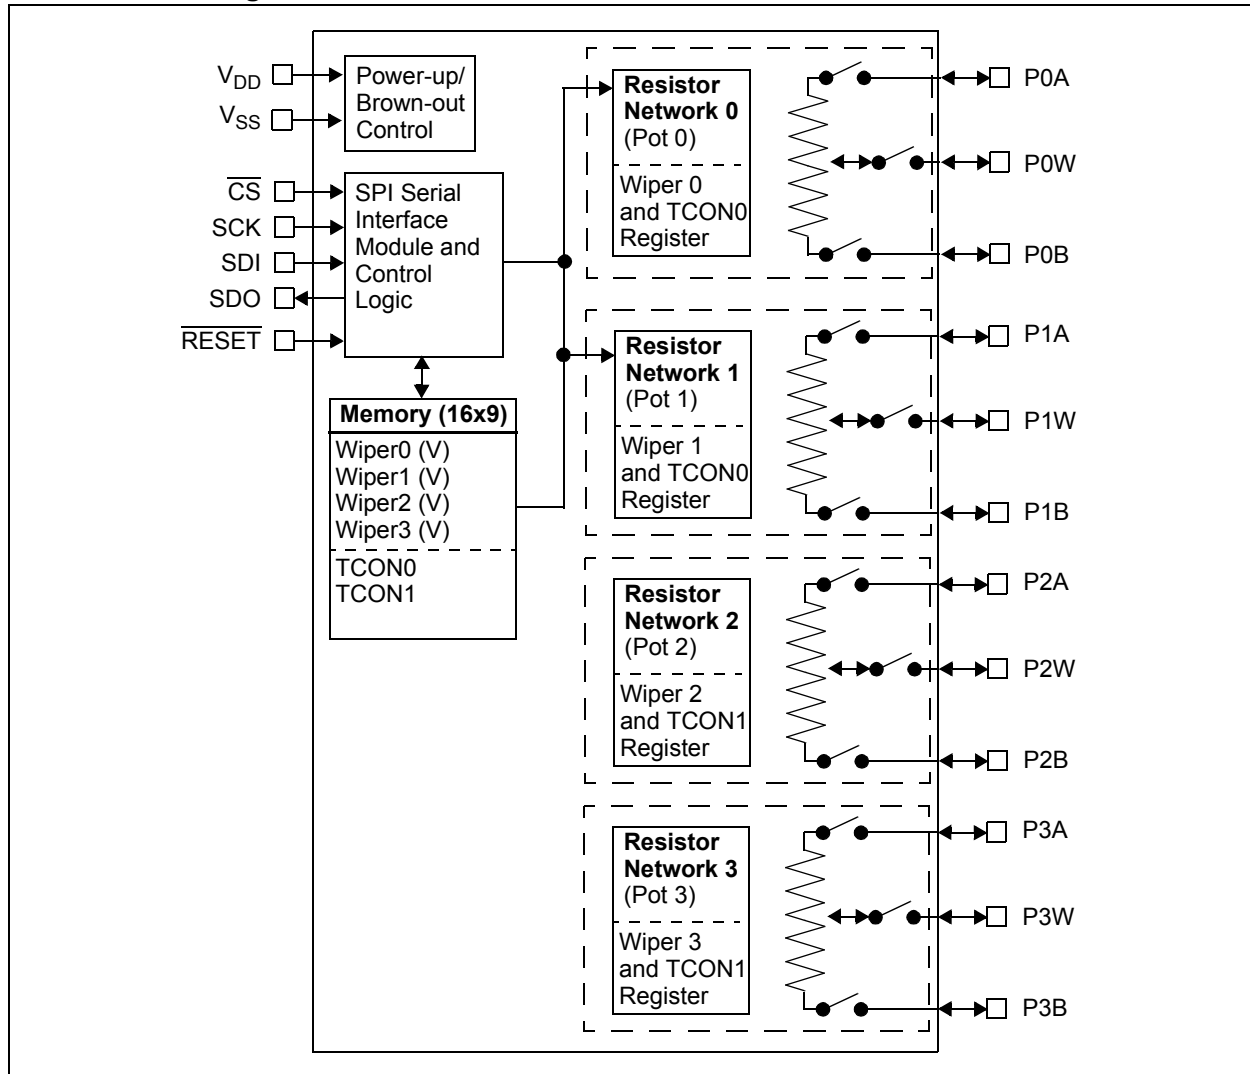 V_DD
V_SS
Power-up/
Brown-out
Control
CS
SCK
SDI
SDO
RESET
SPI Serial
Interface
Module and
Control
Logic
Memory (16x9)
Wiper0 (V)
Wiper1 (V)
Wiper2 (V)
Wiper3 (V)
TCON0
TCON1
Resistor
Network 0
(Pot 0)
Wiper 0
and TCON0
Register
P0A
P0W
P0B
Resistor
Network 1
(Pot 1)
Wiper 1
and TCON0
Register
P1A
P1W
P1B
Resistor
Network 2
(Pot 2)
Wiper 2
and TCON1
Register
P2A
P2W
P2B
Resistor
Network 3
(Pot 3)
Wiper 3
and TCON1
Register
P3A
P3W
P3B